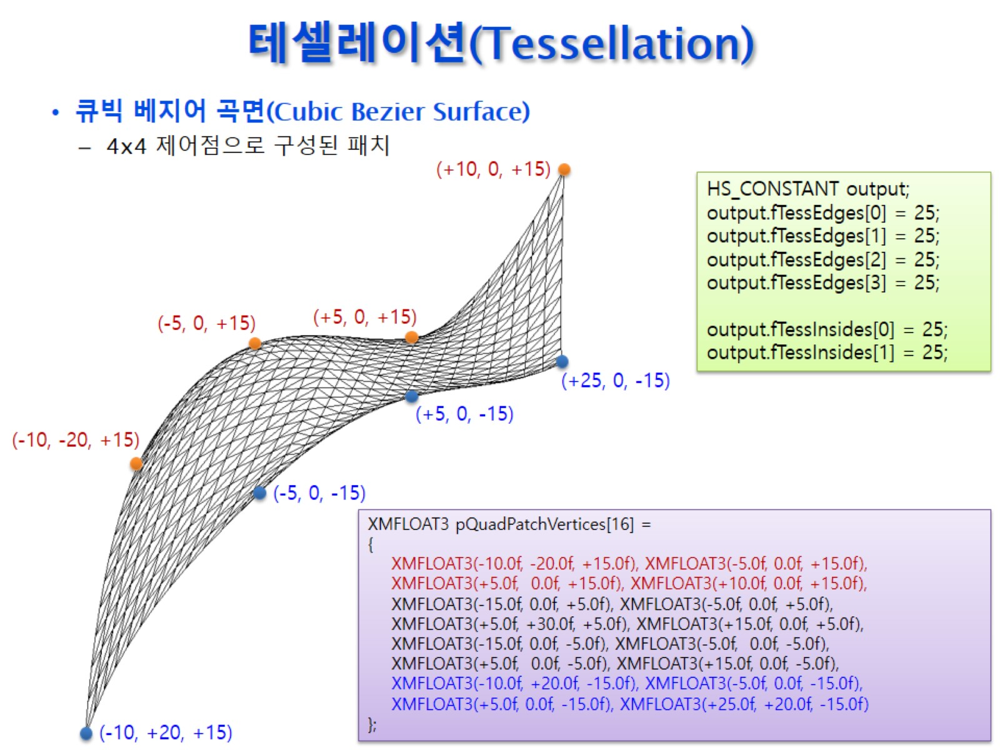 테셀레이션(Tessellation)
• 큐빅 베지어 곡면(Cubic Bezier Surface)
– 4x4 제어점으로 구성된 패치
(+10, 0, +15)
HS_CONSTANT output;
output.fTessEdges[0] = 25;
output.fTessEdges[1] = 25;
output.fTessEdges[2] = 25;
output.fTessEdges[3] = 25;
output.fTessInsides[0] = 25;
output.fTessInsides[1] = 25;
(-5, 0, +15)
(+5, 0, +15)
(+25, 0, -15)
(+5, 0, -15)
(-10, -20, +15)
(-5, 0, -15)
XMFLOAT3 pQuadPatchVertices[16] =
{
XMFLOAT3(-10.0f, -20.0f, +15.0f), XMFLOAT3(-5.0f, 0.0f, +15.0f),
XMFLOAT3(+5.0f, 0.0f, +15.0f), XMFLOAT3(+10.0f, 0.0f, +15.0f),
XMFLOAT3(-15.0f, 0.0f, +5.0f), XMFLOAT3(-5.0f, 0.0f, +5.0f),
XMFLOAT3(+5.0f, +30.0f, +5.0f), XMFLOAT3(+15.0f, 0.0f, +5.0f),
XMFLOAT3(-15.0f, 0.0f, -5.0f), XMFLOAT3(-5.0f, 0.0f, -5.0f),
XMFLOAT3(+5.0f, 0.0f, -5.0f), XMFLOAT3(+15.0f, 0.0f, -5.0f),
XMFLOAT3(-10.0f, +20.0f, -15.0f), XMFLOAT3(-5.0f, 0.0f, -15.0f),
XMFLOAT3(+5.0f, 0.0f, -15.0f), XMFLOAT3(+25.0f, +20.0f, -15.0f)
};
(-10, +20, +15)